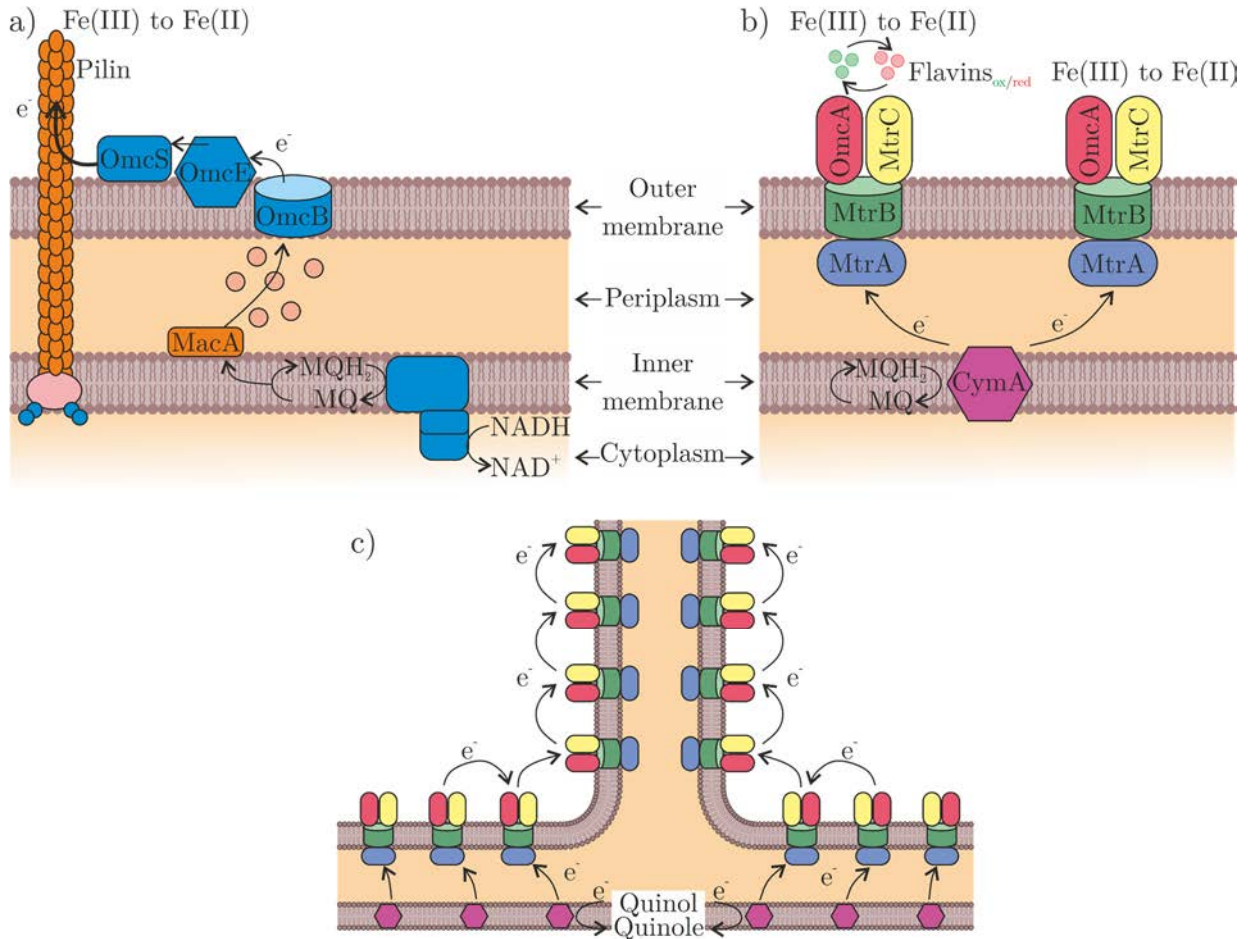 a) Fe(III) to Fe(II)
Pilin
e-
OmcS
OmcE
e-
OmcB
MacA
MQH₂
MQ
NADH
NAD⁺
Outer
membrane
Periplasm
Inner
membrane
Cytoplasm
b)
Fe(III) to Fe(II)
Flavins ox/red
Fe(III) to Fe(II)
OmcA
MtrC
OmcA
MtrC
MtrB
MtrB
MtrA
MtrA
e-
e-
MQH₂
MQ
CymA
c)
e-
e-
e-
e-
e-
e-
e-
e-
e-
e-
e-
e-
e-
e-
Quinol
Quinole